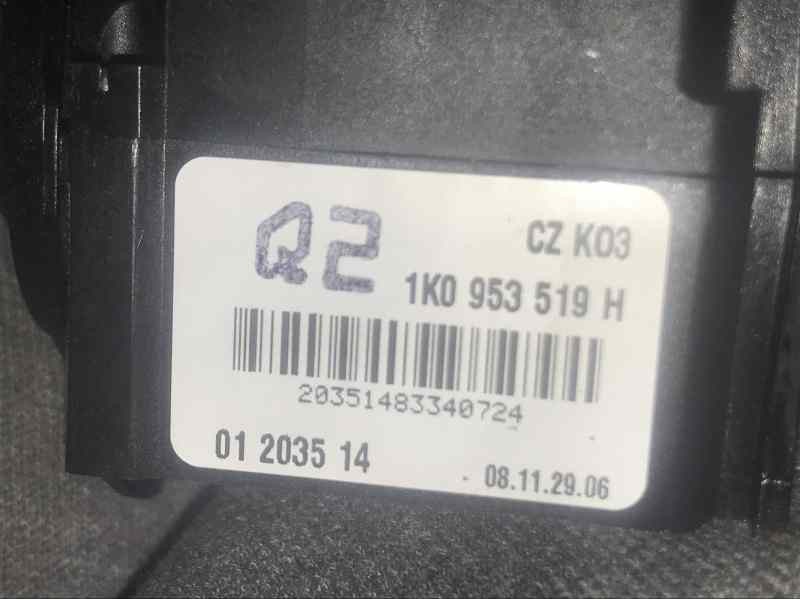 Q2
CZ K03
1K0 953 519 H
20351483340724
01 2035 14
08.11.29.06